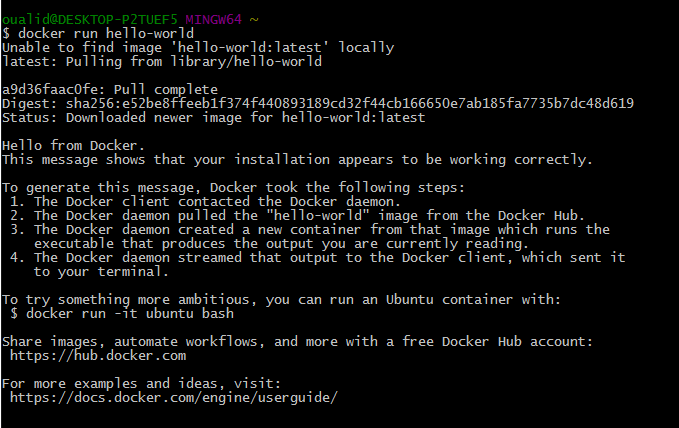 oualid@DESKTOP-P2TUEF5 MINGW64 ~
$ docker run hello-world
Unable to find image 'hello-world:latest' locally
latest: Pulling from library/hello-world
a9d36faac0fe: Pull complete
Digest: sha256:e52be8ffeeb1f374f440893189cd32f44cb166650e7ab185fa7735b7dc48d619
Status: Downloaded newer image for hello-world:latest
Hello from Docker.
This message shows that your installation appears to be working correctly.
To generate this message, Docker took the following steps:
1. The Docker client contacted the Docker daemon.
2. The Docker daemon pulled the "hello-world" image from the Docker Hub.
3. The Docker daemon created a new container from that image which runs the
executable that produces the output you are currently reading.
4. The Docker daemon streamed that output to the Docker client, which sent it
to your terminal.
To try something more ambitious, you can run an Ubuntu container with:
$ docker run -it ubuntu bash
Share images, automate workflows, and more with a free Docker Hub account:
https://hub.docker.com
For more examples and ideas, visit:
https://docs.docker.com/engine/userguide/